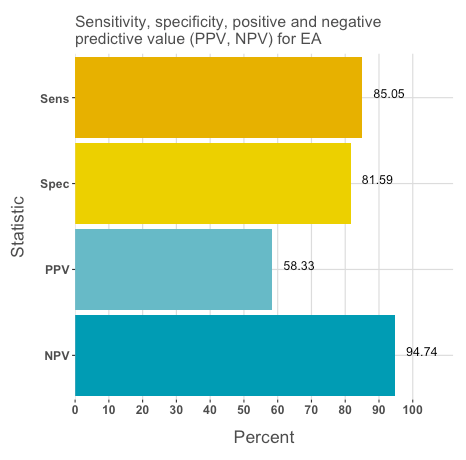 Sensitivity, specificity, positive and negative
predictive value (PPV, NPV) for EA
Sens
85.05
Spec
81.59
Statistic
PPV
58.33
NPV
94.74
0 10 20 30 40 50 60 70 80 90 100
Percent